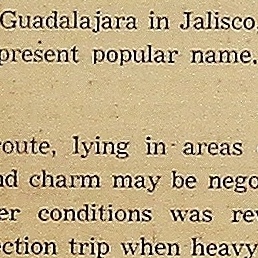 Guadalajara in Jalisco,
present popular name.
route, lying in areas
nd charm may be nego
er conditions was rev
ection trip when heavy